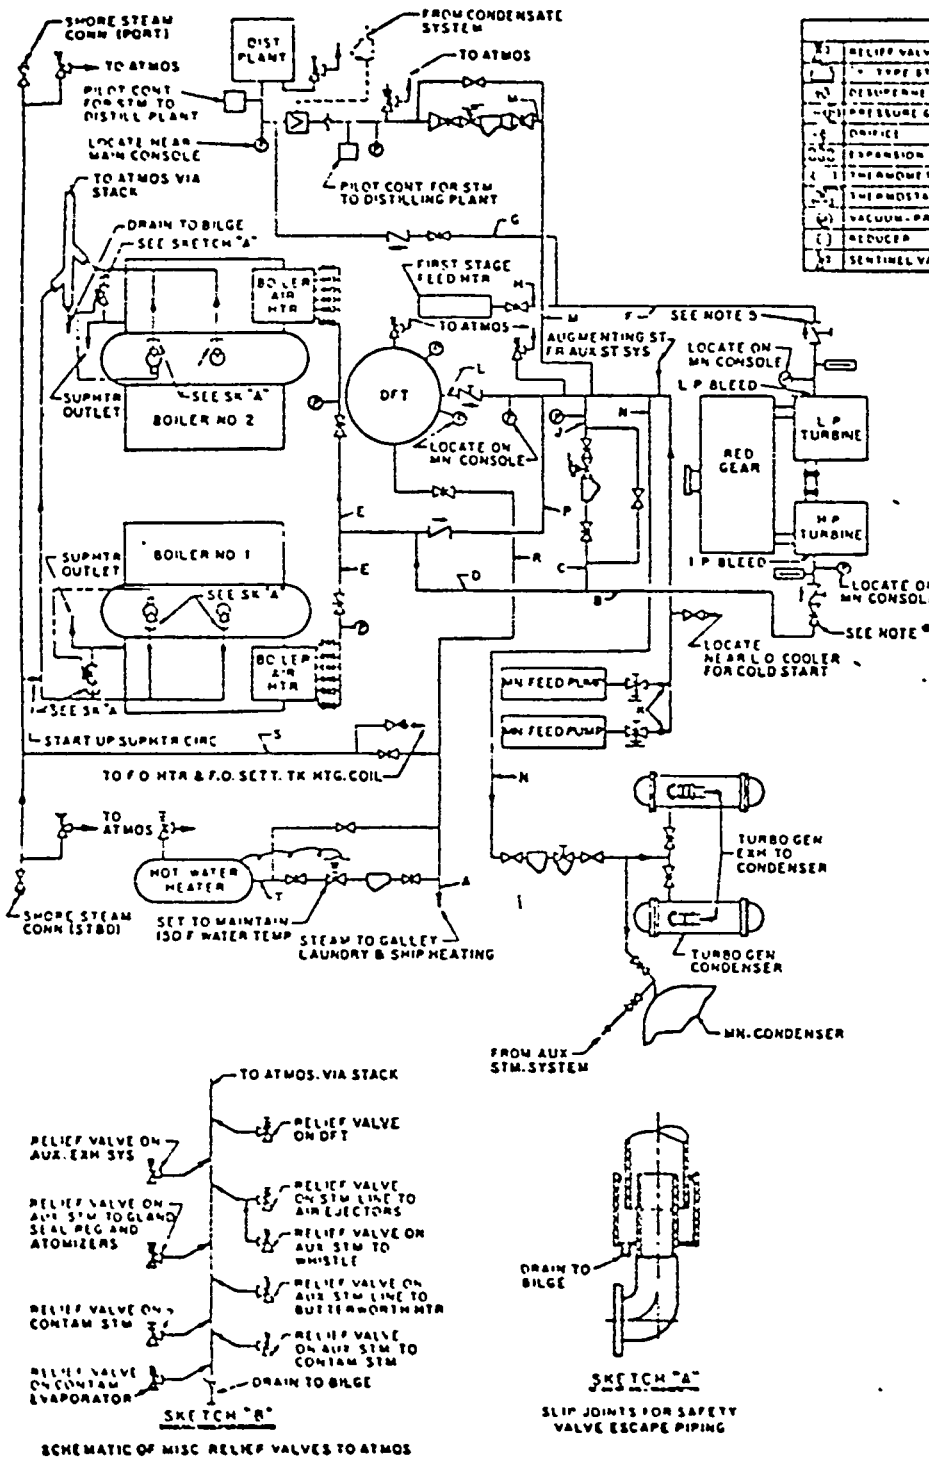 SHORE STEAM
CONN (PORT)
TO ATMOS
PILOT CONT
FOR STM TO
DISTILL PLANT
LOCATE NEAR
MAIN CONSOLE
TO ATMOS VIA
STACK
DRAIN TO BILGE
SEE SKETCH "A"
DIST
PLANT
FROM CONDENSATE
SYSTEM
TO ATMOS
M
PILOT CONT FOR STM
TO DISTILLING PLANT
G
RELIEF VALV
TYPE ST
DESUPERHE
PRESSURE G
ORIFICE
EXPANSION
THERMOMET
THERMOSTA
VACUUM-PR
REDUCER
SENTINEL VA
BOILER
AIR
HTR
FIRST STAGE
FEED HTR
H
TO ATMOS
M
F
SEE NOTE 5
AUGMENTING ST
FR AUX ST SYS
LOCATE ON
MN CONSOLE
L P BLEED
SUPHTR
OUTLET
SEE SK "A"
BOILER NO 2
DFT
L
LOCATE ON
MN CONSOLE
J
N
RED
GEAR
L P
TURBINE
H P
TURBINE
I P BLEED
LOCATE ON
MN CONSOLE
SEE NOTE
E
P
R
C
D
B
SUPHTR
OUTLET
BOILER NO 1
E
SEE SK "A"
BOILER
AIR
HTR
SEE SK "A
START UP SUPHTR CIRC
S
TO F O HTR & F.O. SETT. TK HTG. COIL
LOCATE
NEAR L O COOLER
FOR COLD START
MN FEED PUMP
MN FEED PUMP
K
N
TO
ATMOS
HOT WATER
HEATER
T
A
SHORE STEAM
CONN (STBD)
SET TO MAINTAIN
150 F WATER TEMP
STEAM TO GALLEY
LAUNDRY & SHIP HEATING
TURBO GEN
EXH TO
CONDENSER
TURBO GEN
CONDENSER
MN. CONDENSER
FROM AUX
STM. SYSTEM
TO ATMOS. VIA STACK
RELIEF VALVE
ON DFT
RELIEF VALVE ON
AUX. EXH SYS
RELIEF VALVE
ON STM LINE TO
AIR EJECTORS
RELIEF VALVE ON
AUX STM TO GLAND
SEAL REG AND
ATOMIZERS
RELIEF VALVE ON
AUX STM TO
WHISTLE
RELIEF VALVE ON
AUX STM LINE TO
BUTTERWORTH HTR
RELIEF VALVE ON
CONTAM STM
RELIEF VALVE
ON AUX STM TO
CONTAM STM
RELIEF VALVE
ON CONTAM
EVAPORATOR
DRAIN TO BILGE
SKETCH "B"
SCHEMATIC OF MISC RELIEF VALVES TO ATMOS
DRAIN TO
BILGE
SKETCH "A"
SLIP JOINTS FOR SAFETY
VALVE ESCAPE PIPING